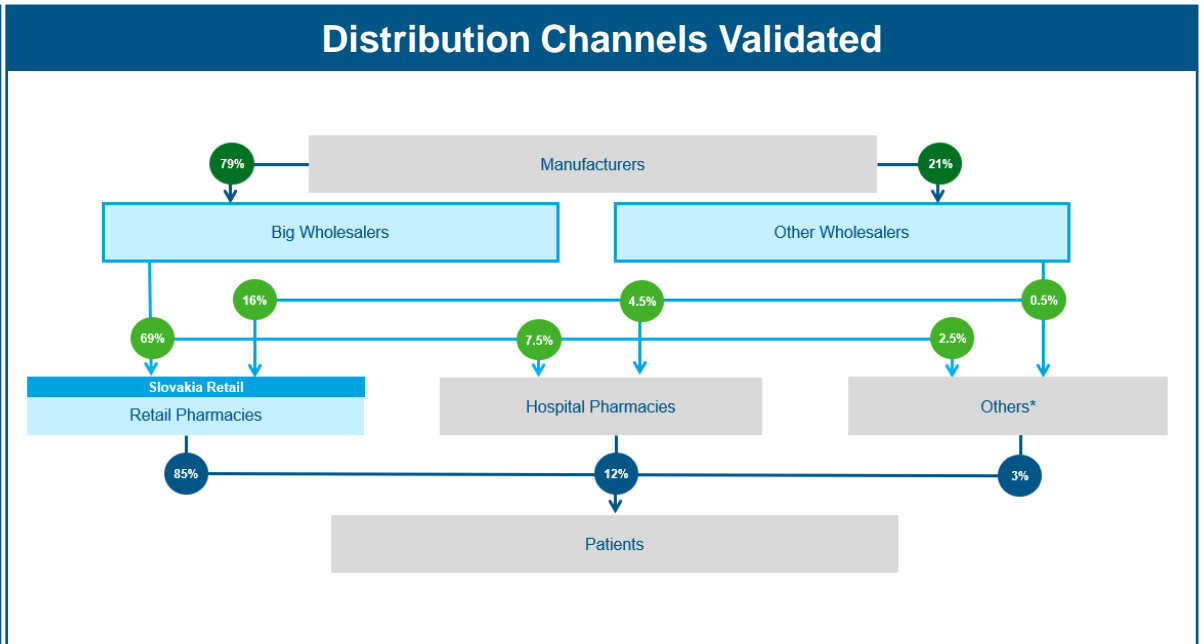 Distribution Channels Validated
79%
Manufacturers
21%
Big Wholesalers
Other Wholesalers
16%
4.5%
0.5%
69%
7.5%
2.5%
Slovakia Retail
Retail Pharmacies
Hospital Pharmacies
Others*
85%
12%
3%
Patients